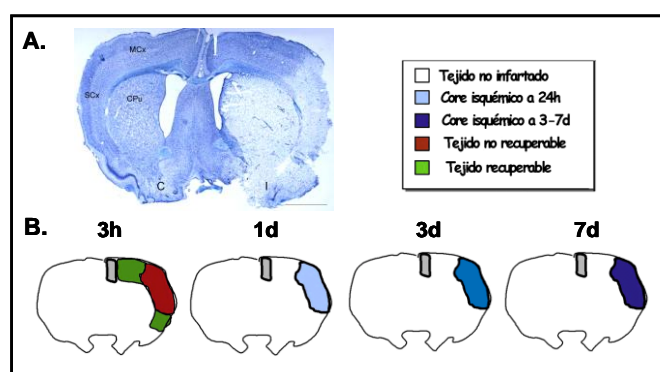 A.
MCx
SCx
CPu
C
I
Tejido no infartado
Core isquémico a 24h
Core isquémico a 3-7d
Tejido no recuperable
Tejido recuperable
B.
3h
1d
3d
7d